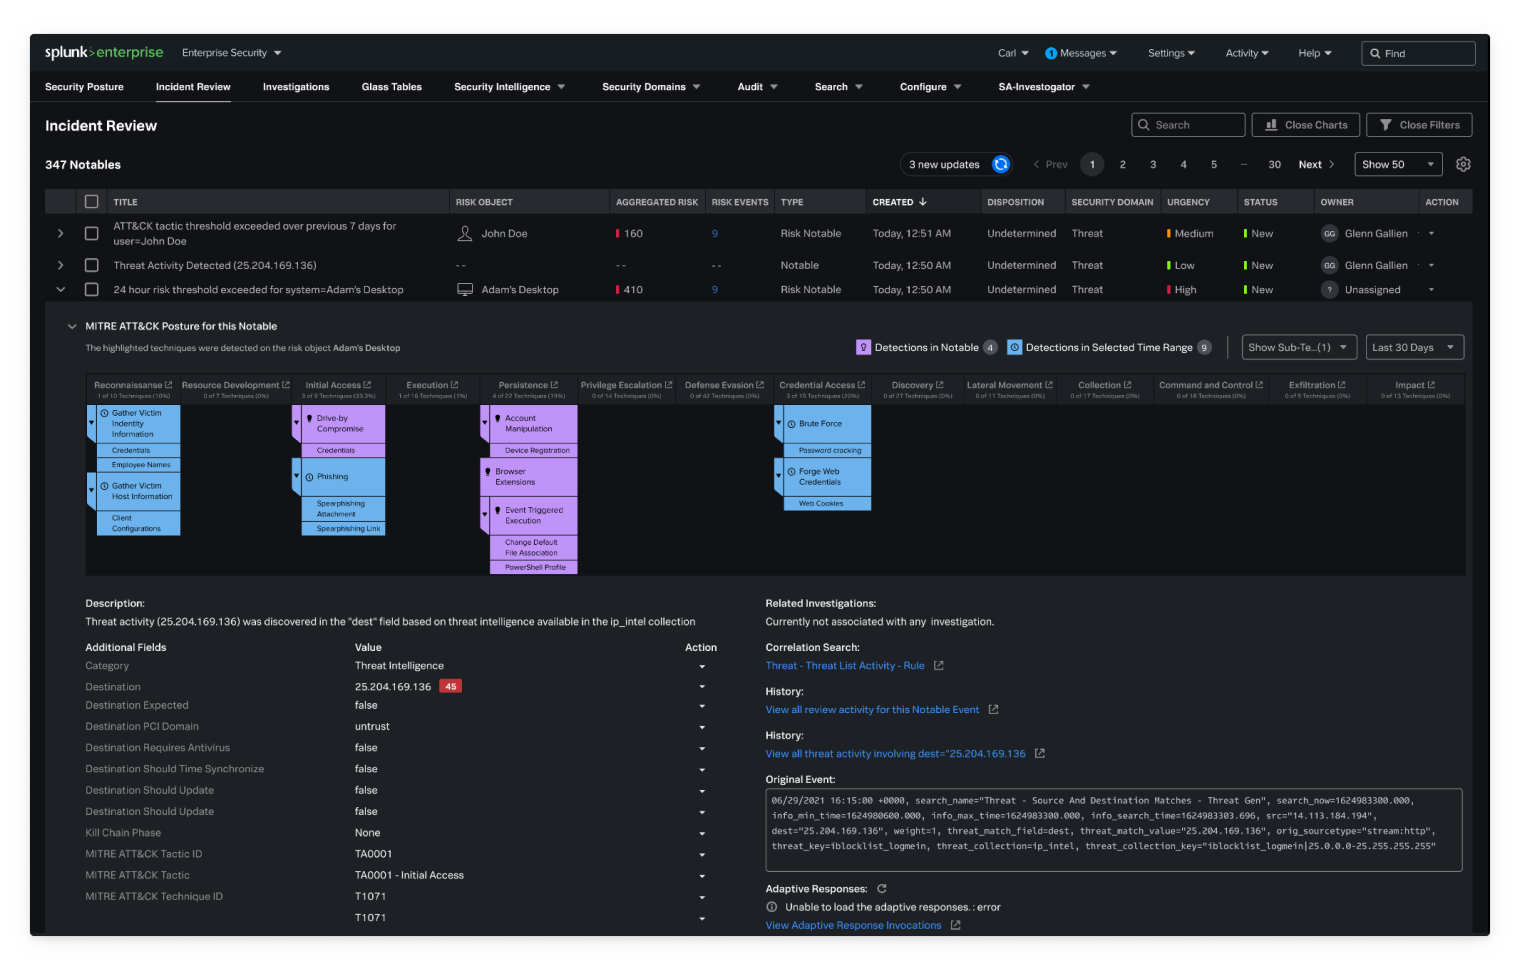 splunk>enterprise Enterprise Security Carl 1 Messages Settings Activity Help Find
Security Posture Incident Review Investigations Glass Tables Security Intelligence Security Domains Audit Search Configure SA-Investogator
Incident Review Search Close Charts Close Filters
347 Notables 3 new updates < Prev 1 2 3 4 5 ··· 30 Next > Show 50
TITLE RISK OBJECT AGGREGATED RISK RISK EVENTS TYPE CREATED ↓ DISPOSITION SECURITY DOMAIN URGENCY STATUS OWNER ACTION
ATT&CK tactic threshold exceeded over previous 7 days for
user=John Doe John Doe 160 9 Risk Notable Today, 12:51 AM Undetermined Threat Medium New GG Glenn Gallien
Threat Activity Detected (25.204.169.136) -- -- -- Notable Today, 12:50 AM Undetermined Threat Low New GG Glenn Gallien
24 hour risk threshold exceeded for system=Adam's Desktop Adam's Desktop 410 9 Risk Notable Today, 12:50 AM Undetermined Threat High New ? Unassigned
MITRE ATT&CK Posture for this Notable
The highlighted techniques were detected on the risk object Adam's Desktop
Detections in Notable 4 Detections in Selected Time Range 9 Show Sub-Te...(1) Last 30 Days
Reconnaissanse Resource Development Initial Access Execution Persistence Privilege Escalation Defense Evasion Credential Access Discovery Lateral Movement Collection Command and Control Exfiltration Impact
1 of 10 Techniques (10%) 0 of 7 Techniques (0%) 3 of 9 Techniques (33.3%) 1 of 16 Techniques (1%) 4 of 22 Techniques (19%) 0 of 14 Techniques (0%) 0 of 42 Techniques (0%) 3 of 15 Techniques (20%) 0 of 27 Techniques (0%) 0 of 11 Techniques (0%) 0 of 17 Techniques (0%) 0 of 18 Techniques (0%) 0 of 9 Techniques (0%) 0 of 13 Techniques (0%)
Gather Victim
Indentity
Information
Credentials
Employee Names
Gather Victim
Host Information
Client
Configurations
Drive-by
Compromise
Credentials
Phishing
Spearphishing
Attachment
Spearphishing Link
Account
Manipulation
Device Registration
Browser
Extensions
Event Triggered
Execution
Change Default
File Association
PowerShell Profile
Brute Force
Password cracking
Forge Web
Credentials
Web Cookies
Description:
Threat activity (25.204.169.136) was discovered in the "dest" field based on threat intelligence available in the ip_intel collection
Additional Fields Value Action
Category Threat Intelligence
Destination 25.204.169.136 45
Destination Expected false
Destination PCI Domain untrust
Destination Requires Antivirus false
Destination Should Time Synchronize false
Destination Should Update false
Destination Should Update false
Kill Chain Phase None
MITRE ATT&CK Tactic ID TA0001
MITRE ATT&CK Tactic TA0001 - Initial Access
MITRE ATT&CK Technique ID T1071
T1071
Related Investigations:
Currently not associated with any investigation.
Correlation Search:
Threat - Threat List Activity - Rule
History:
View all review activity for this Notable Event
History:
View all threat activity involving dest="25.204.169.136
Original Event:
06/29/2021 16:15:00 +0000, search_name="Threat - Source And Destination Matches - Threat Gen", search_now=1624983300.000,
info_min_time=1624980600.000, info_max_time=1624983300.000, info_search_time=1624983303.696, src="14.113.184.194",
dest="25.204.169.136", weight=1, threat_match_field=dest, threat_match_value="25.204.169.136", orig_sourcetype="stream:http",
threat_key=iblocklist_logmein, threat_collection=ip_intel, threat_collection_key="iblocklist_logmein|25.0.0.0-25.255.255.255"
Adaptive Responses:
Unable to load the adaptive responses. : error
View Adaptive Response Invocations